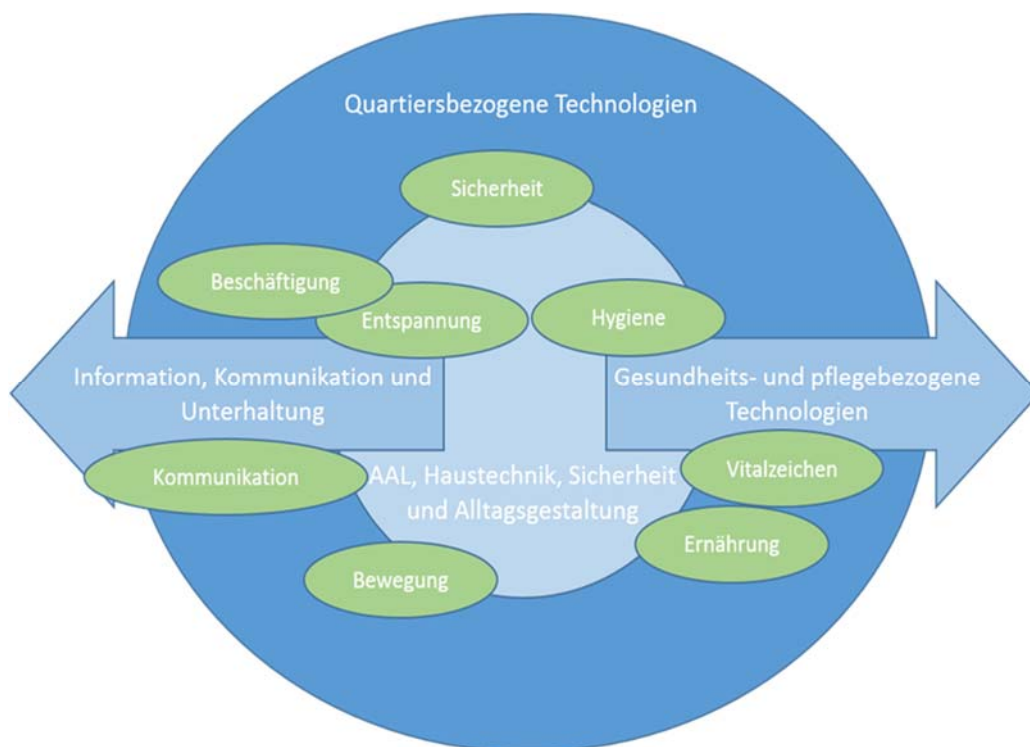 Quartiersbezogene Technologien
Sicherheit
Beschäftigung
Entspannung
Hygiene
Information, Kommunikation und
Unterhaltung
Gesundheits- und pflegebezogene
Technologien
Kommunikation
AAL, Haustechnik, Sicherheit
und Alltagsgestaltung
Vitalzeichen
Ernährung
Bewegung